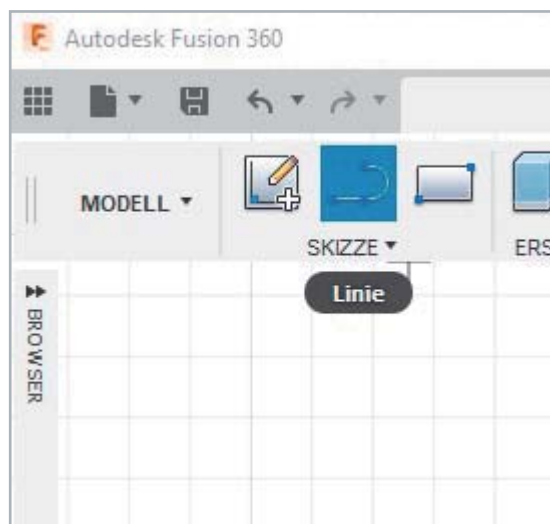 Autodesk Fusion 360
MODELL
SKIZZE
ERS
Linie
BROWSER